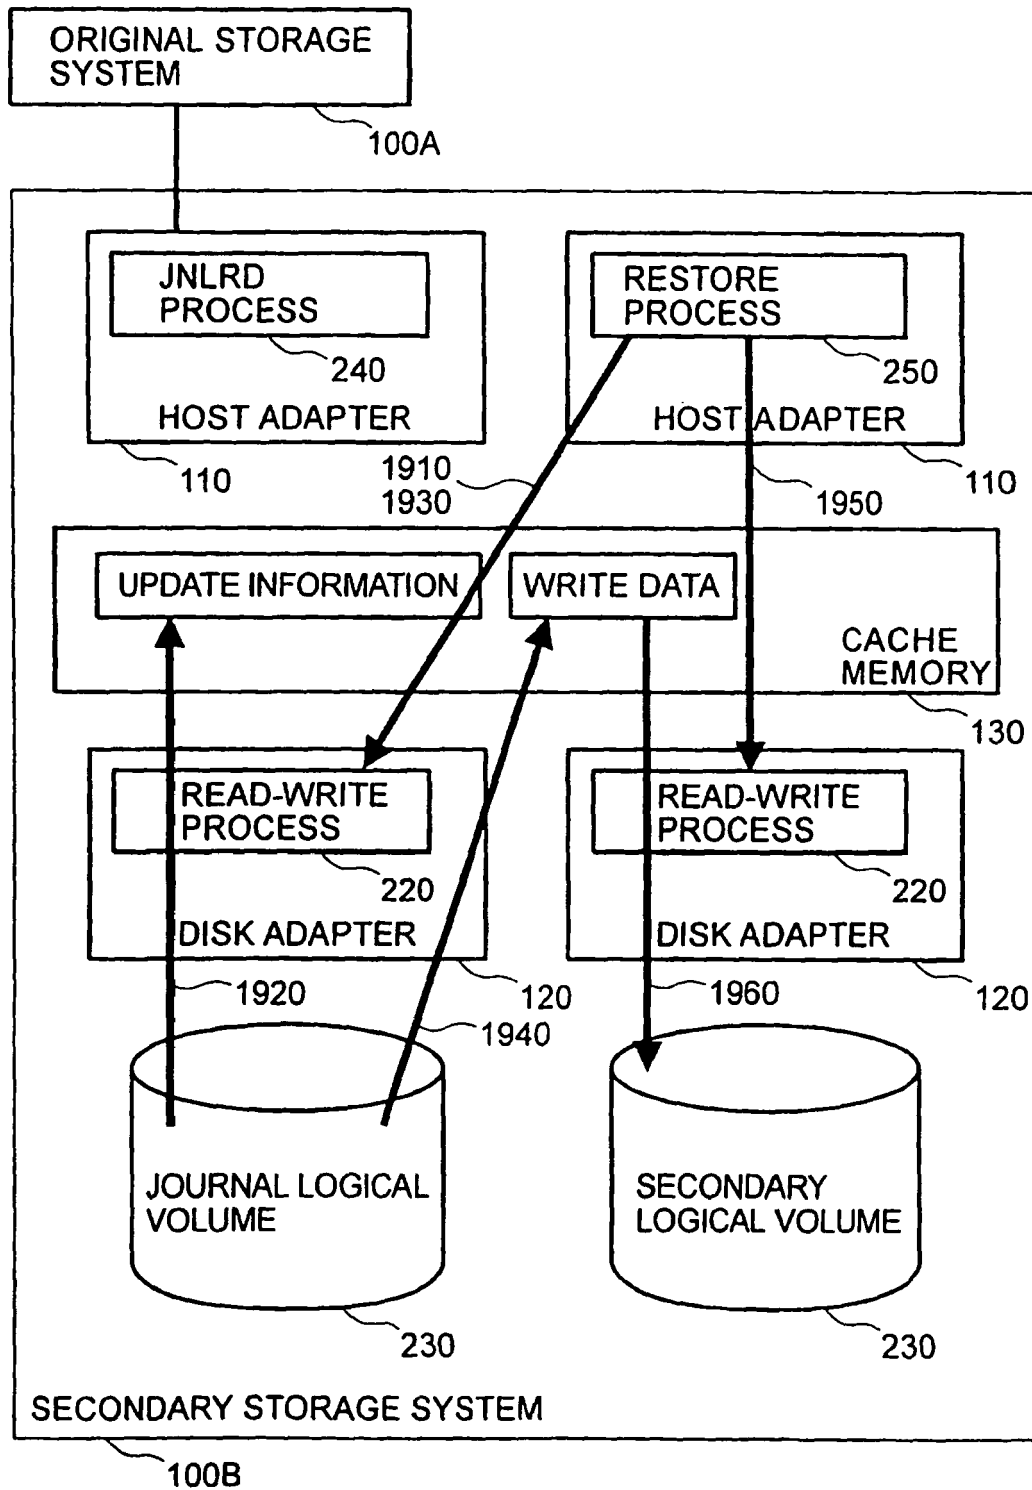 ORIGINAL STORAGE
SYSTEM
100A
JNLRD
PROCESS
240
HOST ADAPTER
110
RESTORE
PROCESS
250
HOST ADAPTER
110
1910
1930
1950
UPDATE INFORMATION
WRITE DATA
CACHE
MEMORY
130
READ-WRITE
PROCESS
220
DISK ADAPTER
120
READ-WRITE
PROCESS
220
DISK ADAPTER
120
1920
1940
1960
JOURNAL LOGICAL
VOLUME
230
SECONDARY
LOGICAL VOLUME
230
SECONDARY STORAGE SYSTEM
100B